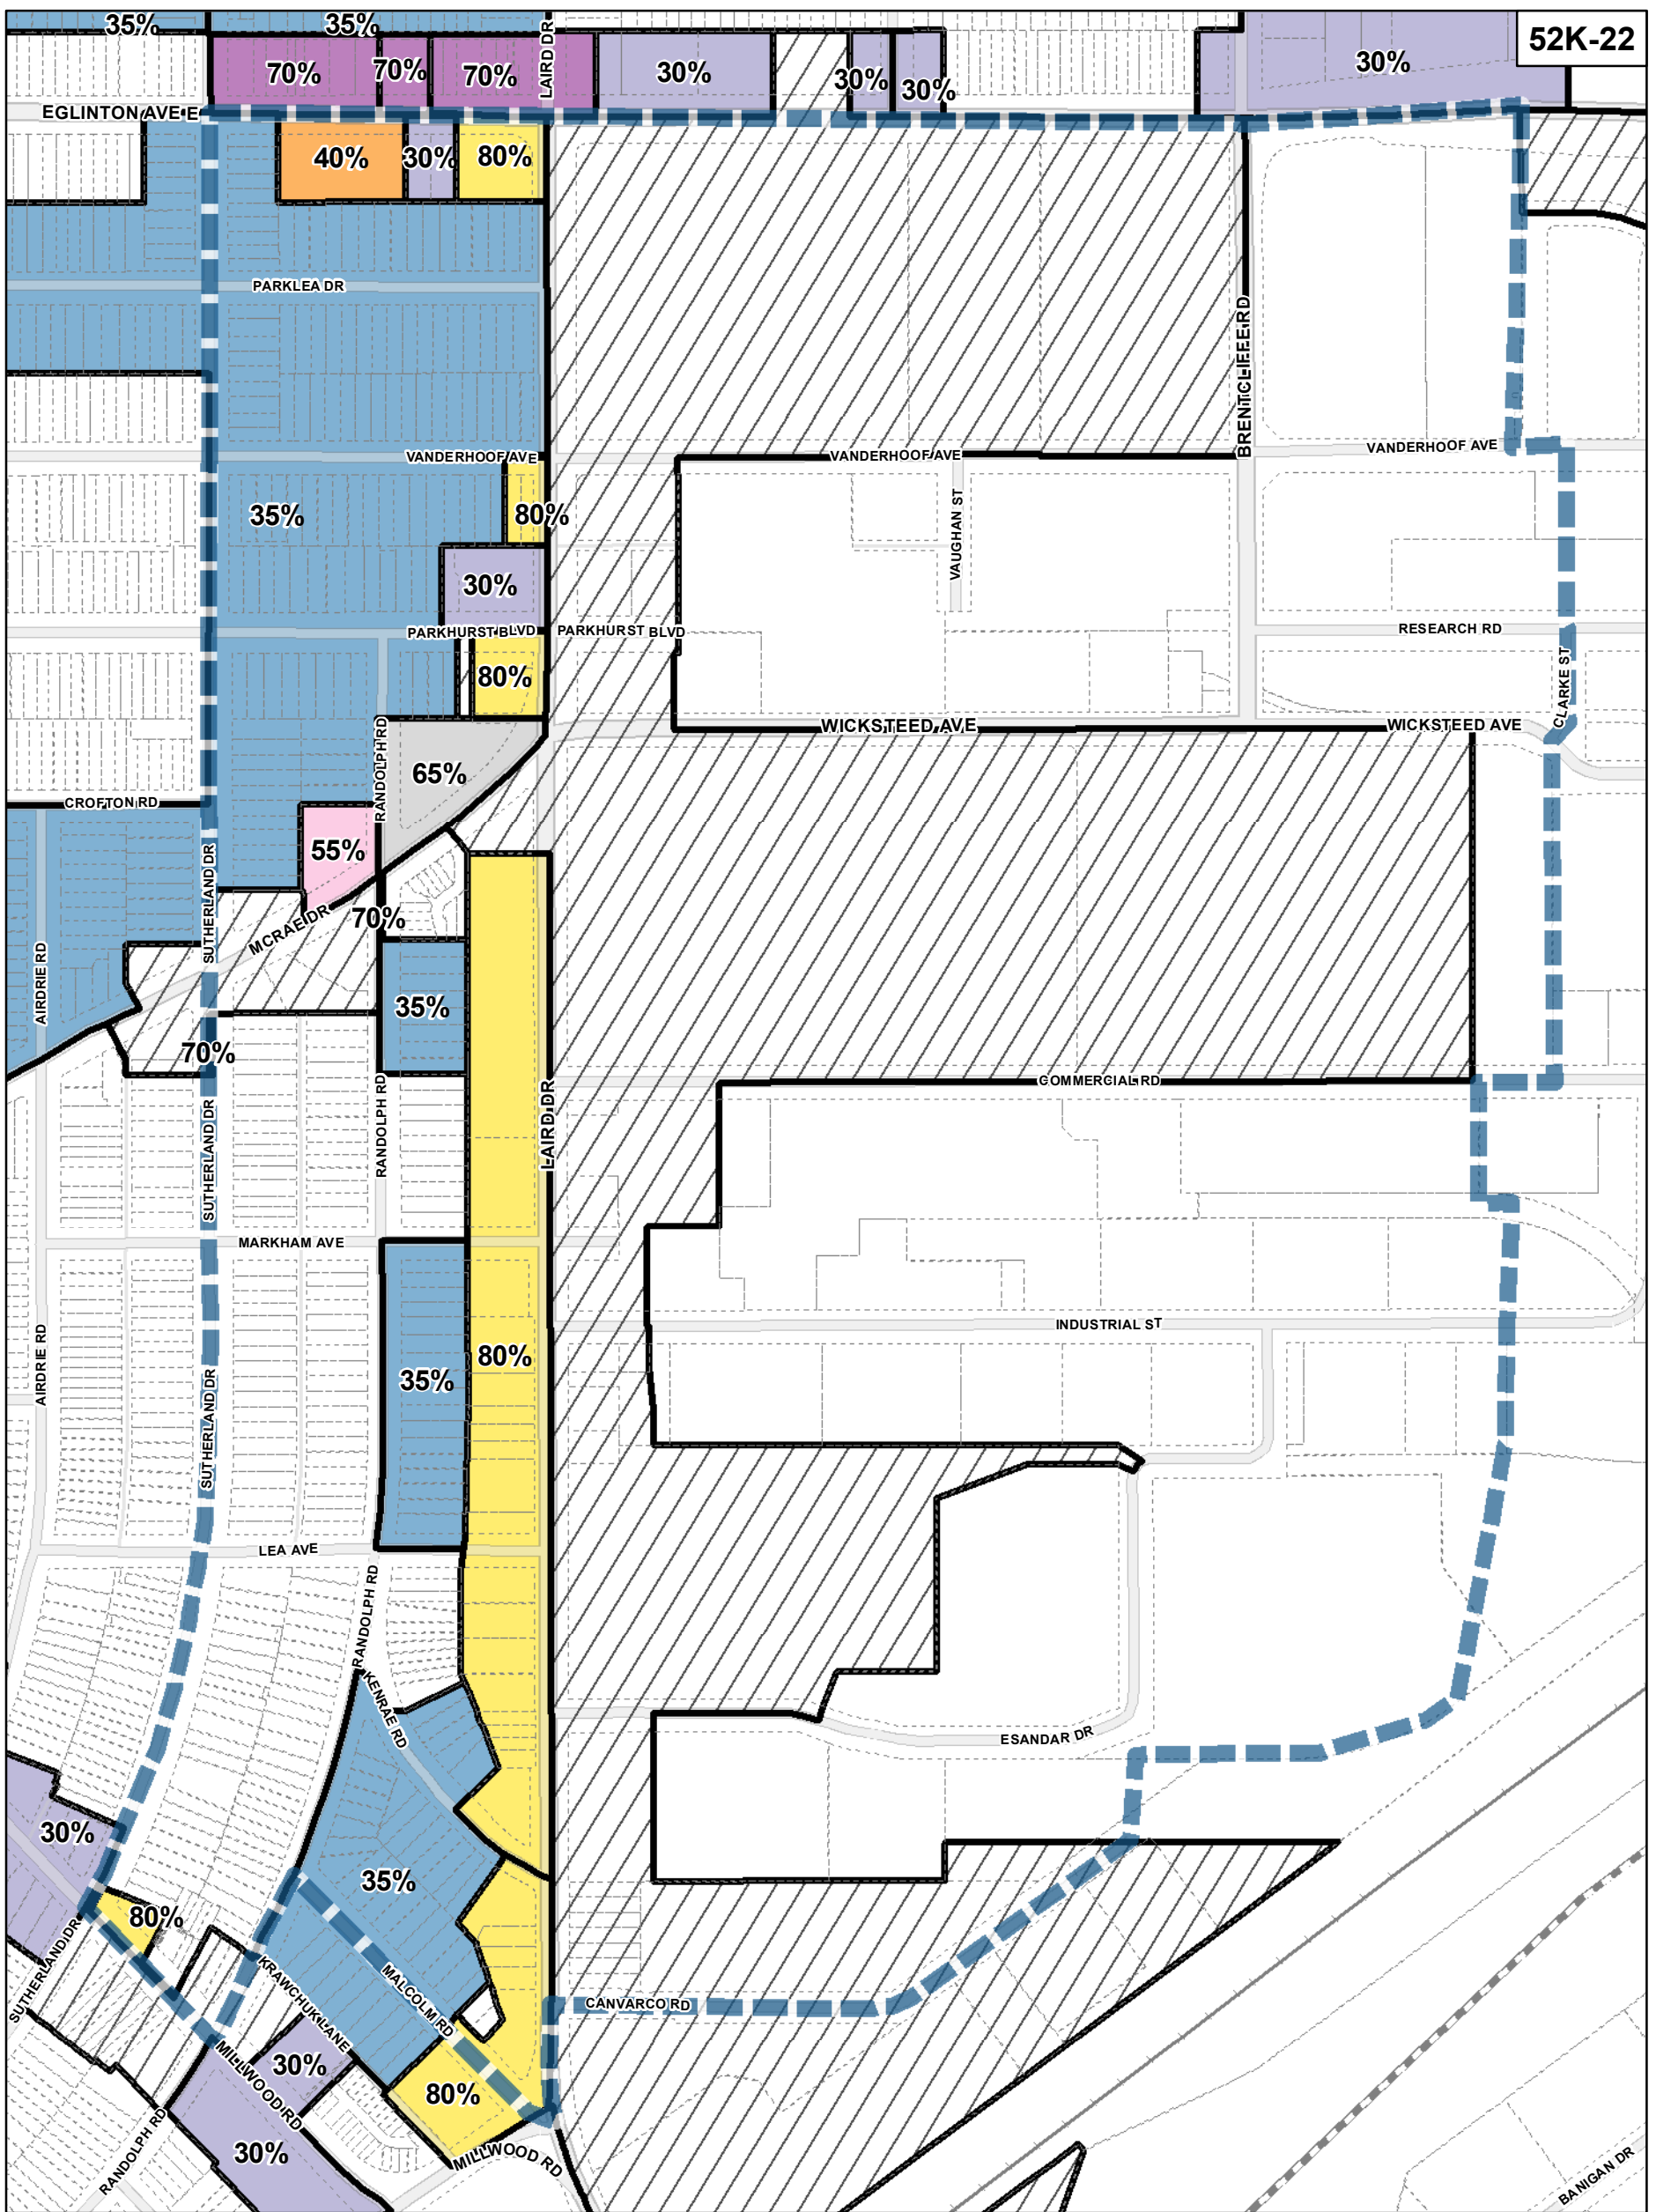 35%
35%
52K-22
LAIRD DR
70%
70%
70%
30%
30%
30%
30%
EGLINTON AVE E
40%
30%
80%
PARKLEA DR
BRENTCLIFFE RD
VANDERHOOF AVE
VANDERHOOF AVE
VANDERHOOF AVE
35%
80%
VAUGHAN ST
30%
PARKHURST BLVD
PARKHURST BLVD
RESEARCH RD
80%
CLARKE ST
WICKSTEED AVE
WICKSTEED AVE
RANDOLPH RD
65%
CROFTON RD
55%
SUTHERLAND DR
MCRAE DR
70%
AIRDRIE RD
35%
70%
COMMERCIAL RD
SUTHERLAND DR
RANDOLPH RD
LAIRD DR
MARKHAM AVE
INDUSTRIAL ST
AIRDRIE RD
80%
35%
SUTHERLAND DR
LEA AVE
RANDOLPH RD
KENRAE RD
ESANDAR DR
30%
35%
80%
SUTHERLAND DR
KRAWCHUK LANE
MALCOLM RD
CANVARCO RD
30%
MILLWOOD RD
80%
30%
RANDOLPH RD
MILLWOOD RD
BANIGAN DR